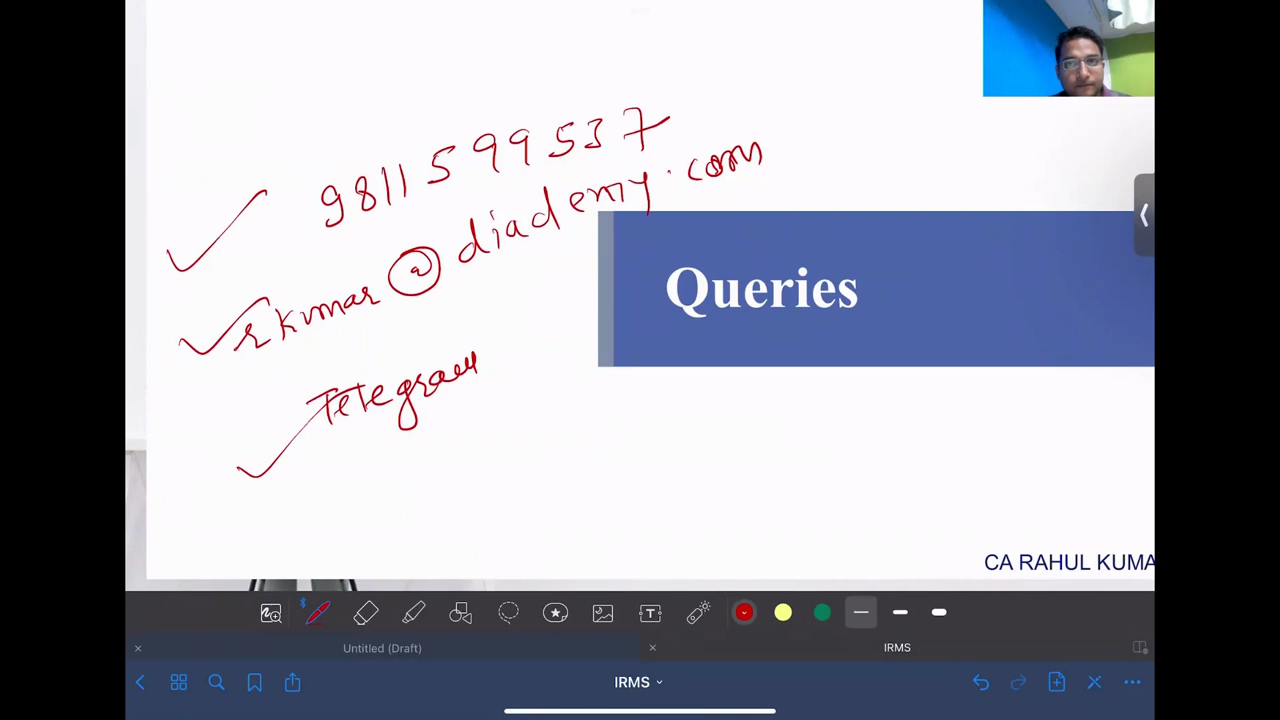 9811599537
rkumar@diademy.com
Telegram
Queries
CA RAHUL KUMA
Untitled (Draft)
IRMS
IRMS